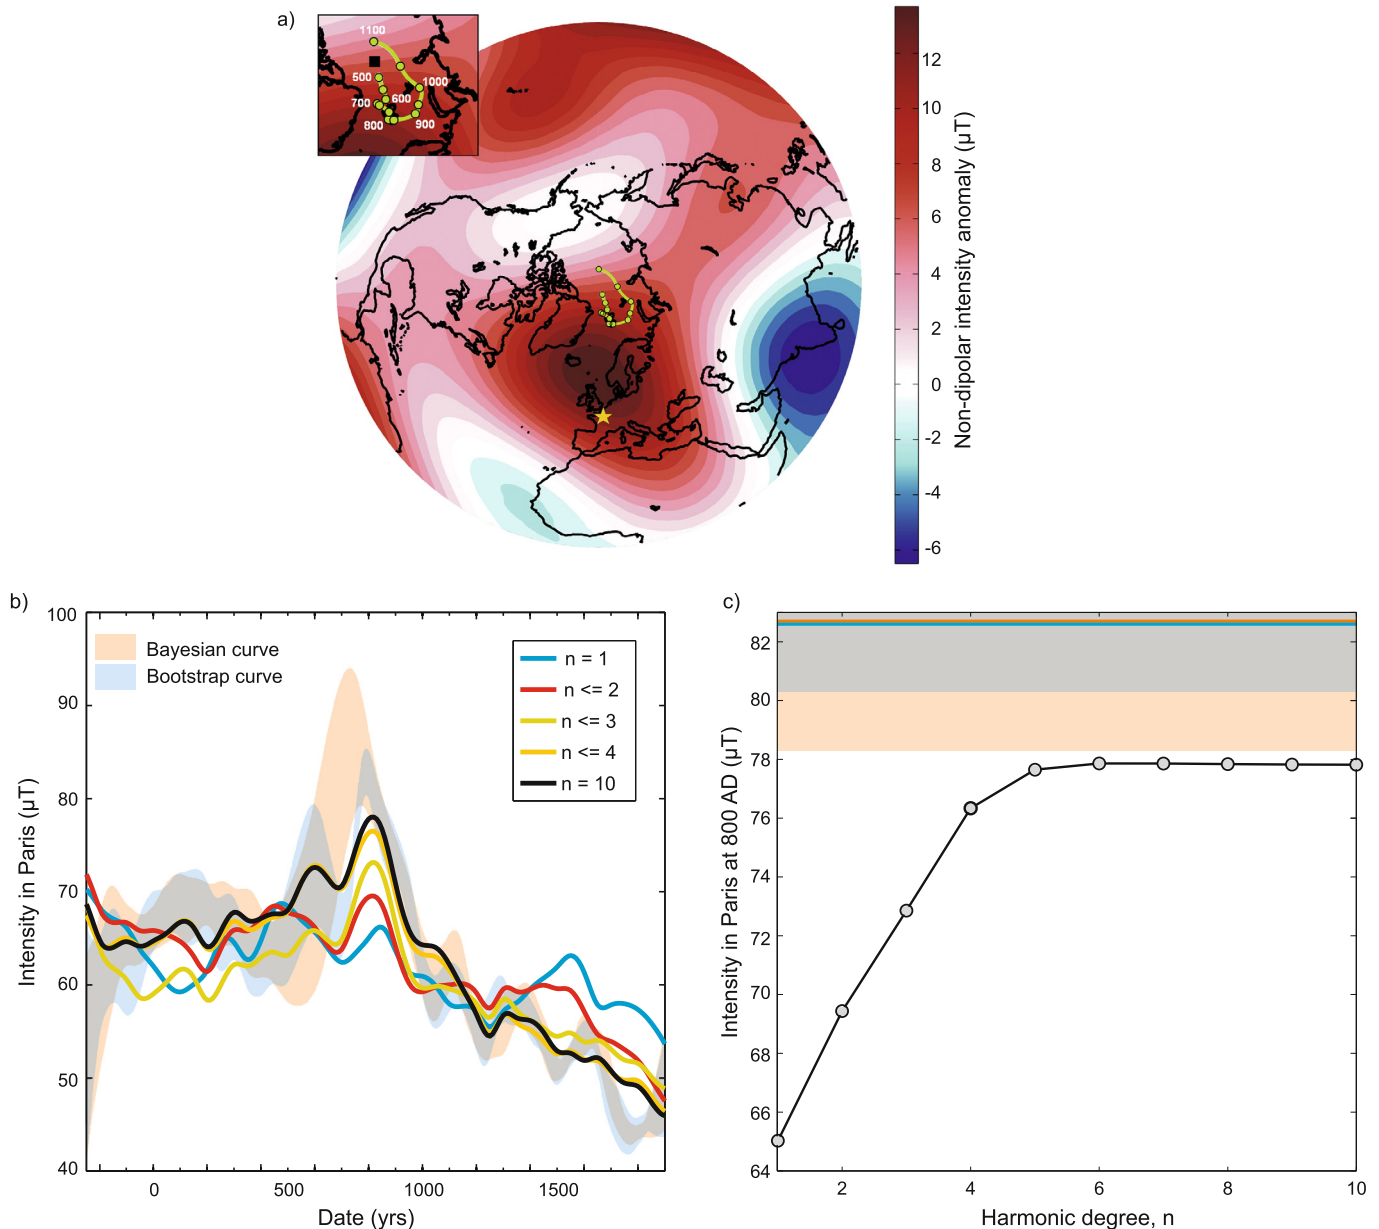 a)
1100
500
1000
600
700
800
900
12
10
8
6
4
2
0
-2
-4
-6
Non-dipolar intensity anomaly (µT)
b)
100
90
80
70
60
50
40
Intensity in Paris (µT)
Bayesian curve
Bootstrap curve
n = 1
n <= 2
n <= 3
n <= 4
n = 10
0
500
1000
1500
Date (yrs)
c)
82
80
78
76
74
72
70
68
66
64
Intensity in Paris at 800 AD (µT)
2
4
6
8
10
Harmonic degree, n